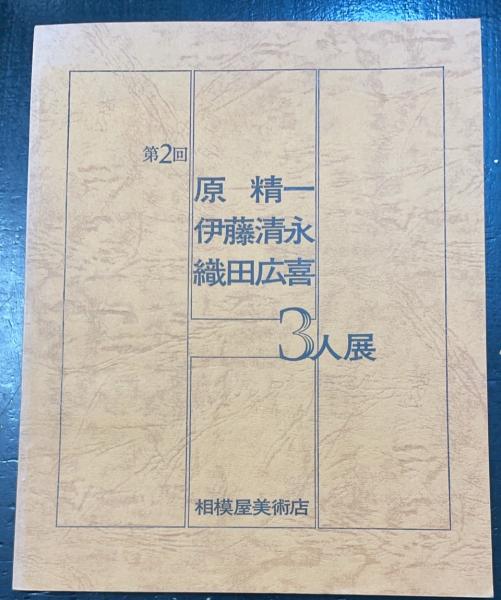 第2回
原 精一
伊藤清永
織田広喜
3人展
相模屋美術店